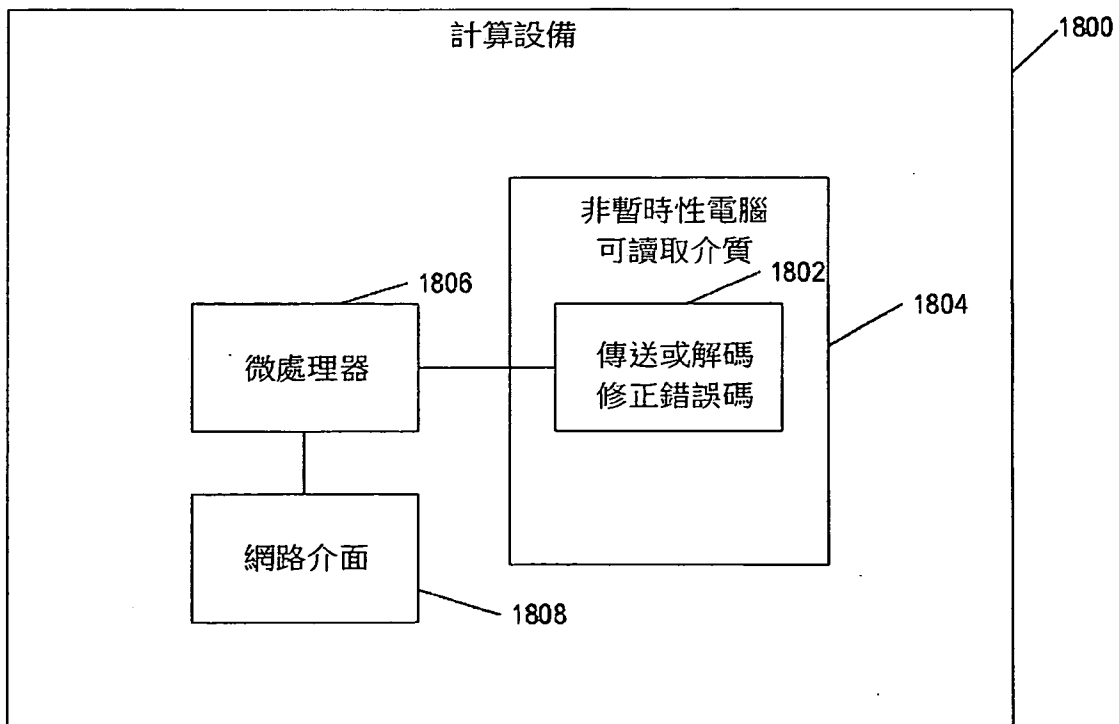 計算設備
1800
非暫時性電腦
可讀取介質
1802
1806
1804
傳送或解碼
修正錯誤碼
微處理器
網路介面
1808